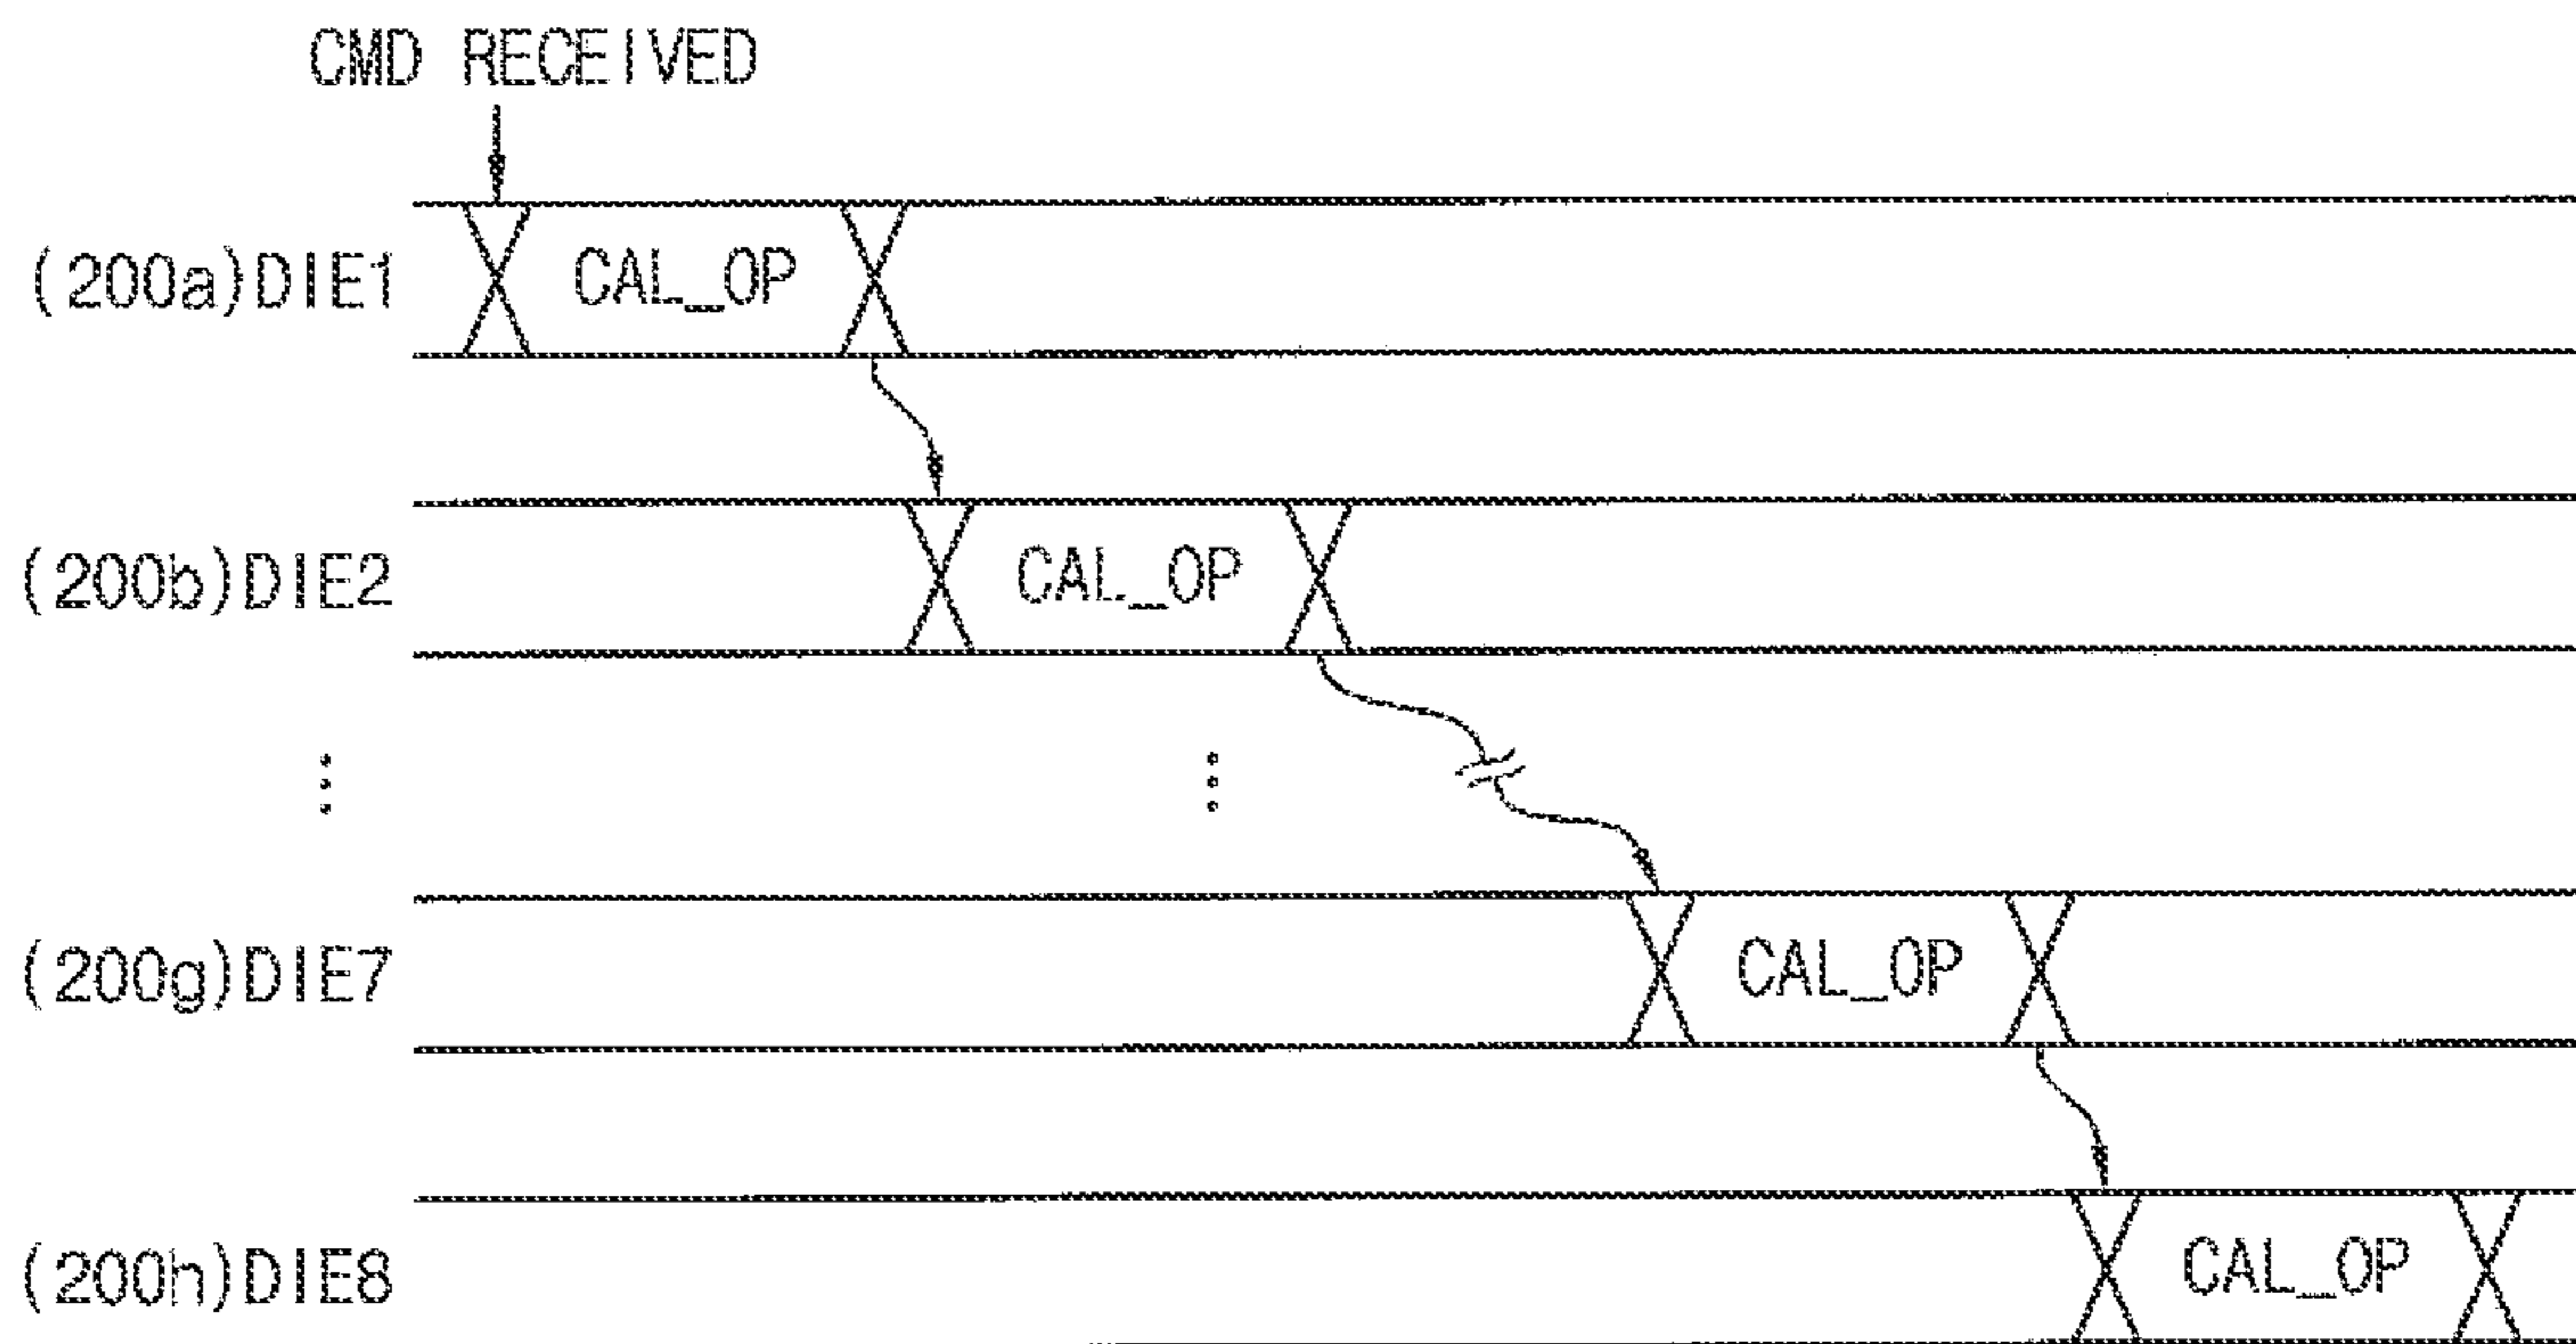 CMD RECEIVED
(200a)DIE1
CAL_OP
(200b)DIE2
CAL_OP
(200g)DIE7
CAL_OP
(200h)DIE8
CAL_OP